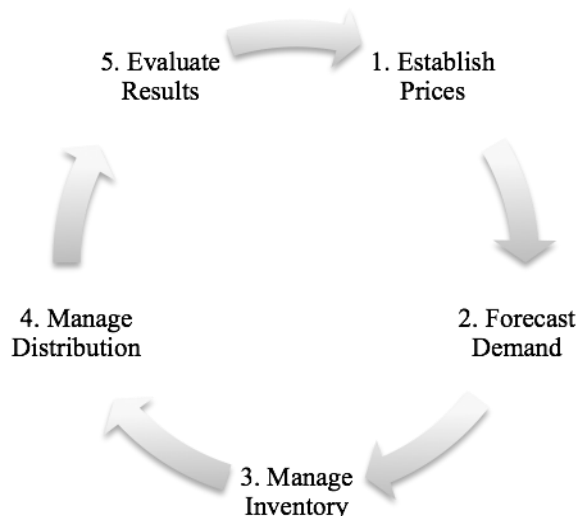 1. Establish
Prices
2. Forecast
Demand
3. Manage
Inventory
4. Manage
Distribution
5. Evaluate
Results